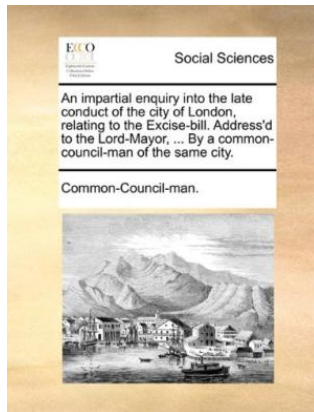 ECCO
Social Sciences
An impartial enquiry into the late
conduct of the city of London,
relating to the Excise-bill. Address'd
to the Lord-Mayor, ... By a common-
council-man of the same city.
Common-Council-man.